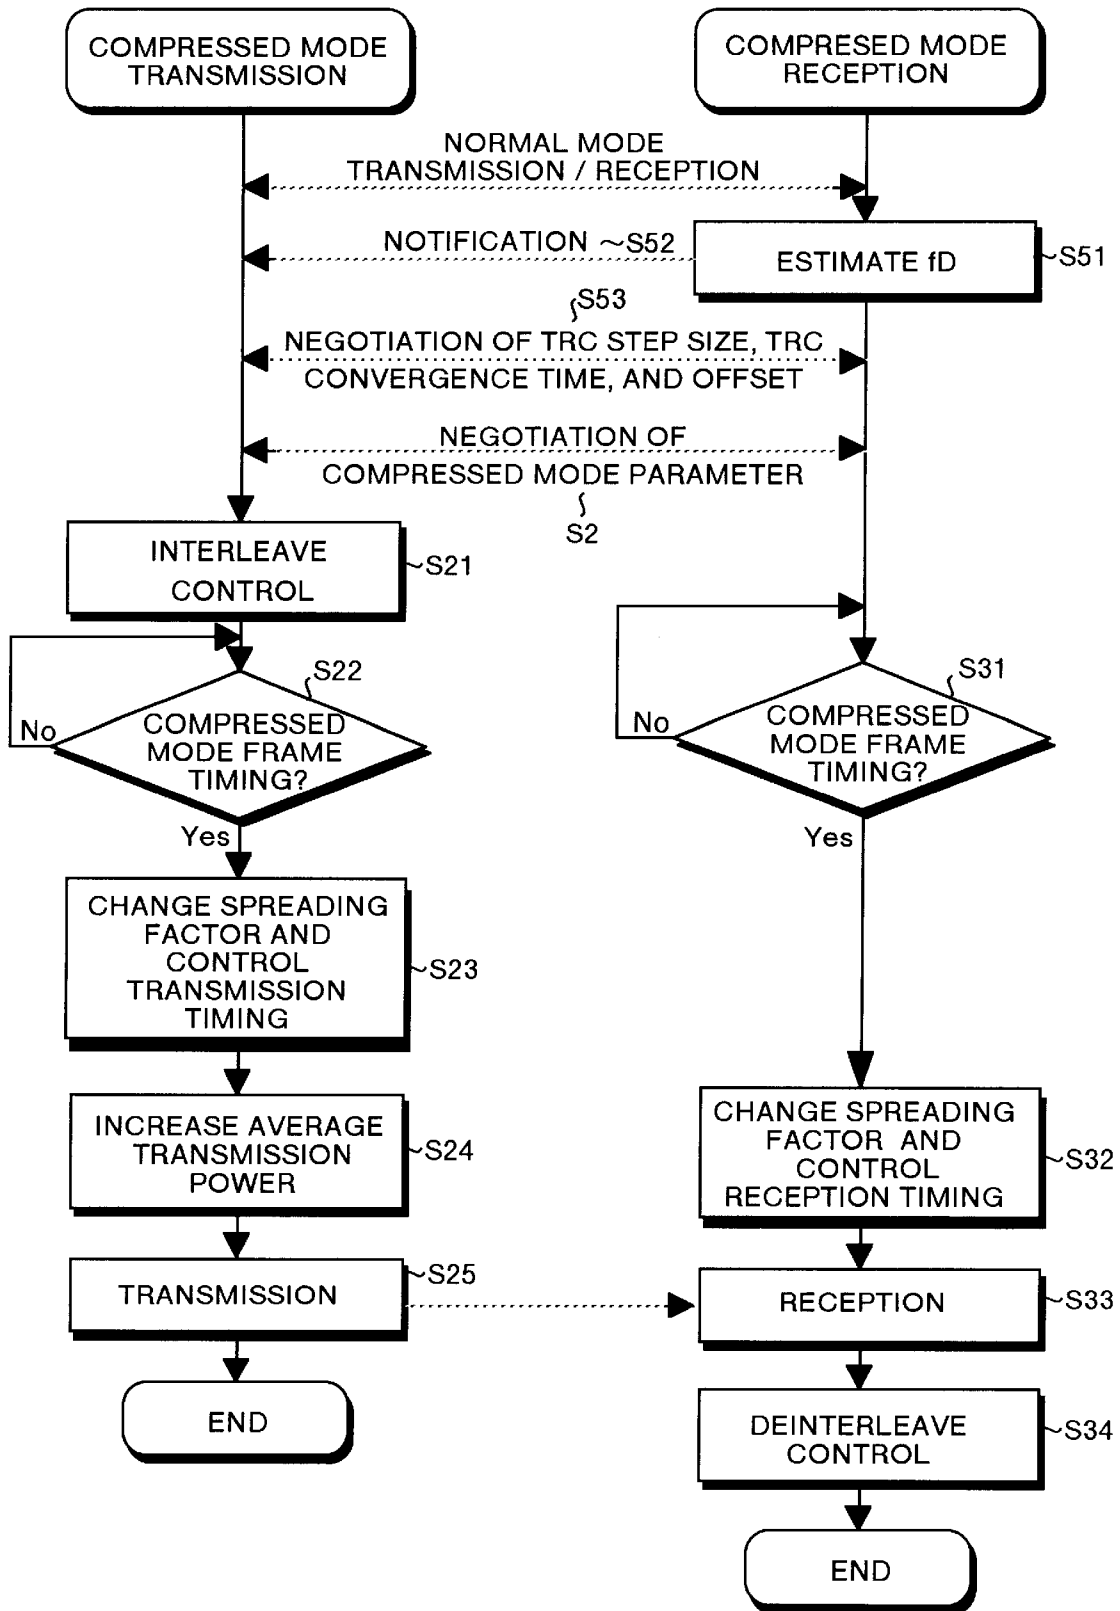 COMPRESSED MODE
TRANSMISSION
COMPRESED MODE
RECEPTION
NORMAL MODE
TRANSMISSION / RECEPTION
NOTIFICATION ~S52
ESTIMATE fD
~S51
S53
NEGOTIATION OF TRC STEP SIZE, TRC
CONVERGENCE TIME, AND OFFSET
NEGOTIATION OF
COMPRESSED MODE PARAMETER
S2
INTERLEAVE
CONTROL
~S21
S22
No
COMPRESSED
MODE FRAME
TIMING?
Yes
S31
No
COMPRESSED
MODE FRAME
TIMING?
Yes
CHANGE SPREADING
FACTOR AND
CONTROL
TRANSMISSION
TIMING
~S23
INCREASE AVERAGE
TRANSMISSION
POWER
~S24
CHANGE SPREADING
FACTOR AND
CONTROL
RECEPTION TIMING
~S32
TRANSMISSION
S25
RECEPTION
~S33
END
DEINTERLEAVE
CONTROL
~S34
END